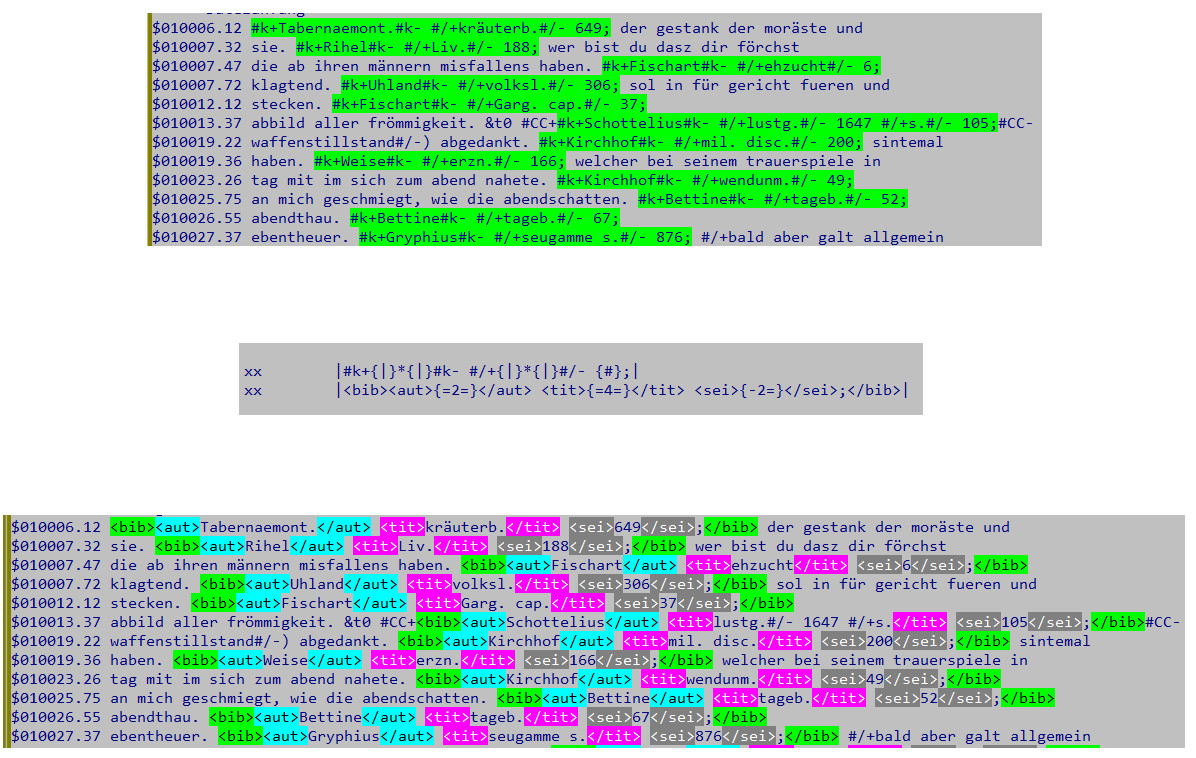 $010006.12 #k+Tabernaemont.#k- #/+kräuterb.#/- 649; der gestank der moräste und
$010007.32 sie. #k+Rihel#k- #/+Liv.#/- 188; wer bist du dasz dir förchst
$010007.47 die ab ihren männern misfallens haben. #k+Fischart#k- #/+ehzucht#/- 6;
$010007.72 klagtend. #k+Uhland#k- #/+volksl.#/- 306; sol in für gericht fueren und
$010012.12 stecken. #k+Fischart#k- #/+Garg. cap.#/- 37;
$010013.37 abbild aller frömmigkeit. &t0 #CC+#k+Schottelius#k- #/+lustg.#/- 1647 #/+s.#/- 105;#CC-
$010019.22 waffenstillstand#/-) abgedankt. #k+Kirchhof#k- #/+mil. disc.#/- 200; sintemal
$010019.36 haben. #k+Weise#k- #/+erzn.#/- 166; welcher bei seinem trauerspiele in
$010023.26 tag mit im sich zum abend nahete. #k+Kirchhof#k- #/+wendunm.#/- 49;
$010025.75 an mich geschmiegt, wie die abendschatten. #k+Bettine#k- #/+tageb.#/- 52;
$010026.55 abendthau. #k+Bettine#k- #/+tageb.#/- 67;
$010027.37 ebentheuer. #k+Gryphius#k- #/+seugamme s.#/- 876; #/+bald aber galt allgemein
xx |#k+{|}*{|}#k- #/+{|}*{|}#/- {#};|
xx |<bib><aut>{=2=}</aut> <tit>{=4=}</tit> <sei>{-2=}</sei>;</bib>|
$010006.12 <bib><aut>Tabernaemont.</aut> <tit>kräuterb.</tit> <sei>649</sei>;</bib> der gestank der moräste und
$010007.32 sie. <bib><aut>Rihel</aut> <tit>Liv.</tit> <sei>188</sei>;</bib> wer bist du dasz dir förchst
$010007.47 die ab ihren männern misfallens haben. <bib><aut>Fischart</aut> <tit>ehzucht</tit> <sei>6</sei>;</bib>
$010007.72 klagtend. <bib><aut>Uhland</aut> <tit>volksl.</tit> <sei>306</sei>;</bib> sol in für gericht fueren und
$010012.12 stecken. <bib><aut>Fischart</aut> <tit>Garg. cap.</tit> <sei>37</sei>;</bib>
$010013.37 abbild aller frömmigkeit. &t0 #CC+<bib><aut>Schottelius</aut> <tit>lustg.#/- 1647 #/+s.</tit> <sei>105</sei>;</bib>#CC-
$010019.22 waffenstillstand#/-) abgedankt. <bib><aut>Kirchhof</aut> <tit>mil. disc.</tit> <sei>200</sei>;</bib> sintemal
$010019.36 haben. <bib><aut>Weise</aut> <tit>erzn.</tit> <sei>166</sei>;</bib> welcher bei seinem trauerspiele in
$010023.26 tag mit im sich zum abend nahete. <bib><aut>Kirchhof</aut> <tit>wendunm.</tit> <sei>49</sei>;</bib>
$010025.75 an mich geschmiegt, wie die abendschatten. <bib><aut>Bettine</aut> <tit>tageb.</tit> <sei>52</sei>;</bib>
$010026.55 abendthau. <bib><aut>Bettine</aut> <tit>tageb.</tit> <sei>67</sei>;</bib>
$010027.37 ebentheuer. <bib><aut>Gryphius</aut> <tit>seugamme s.</tit> <sei>876</sei>;</bib> #/+bald aber galt allgemein